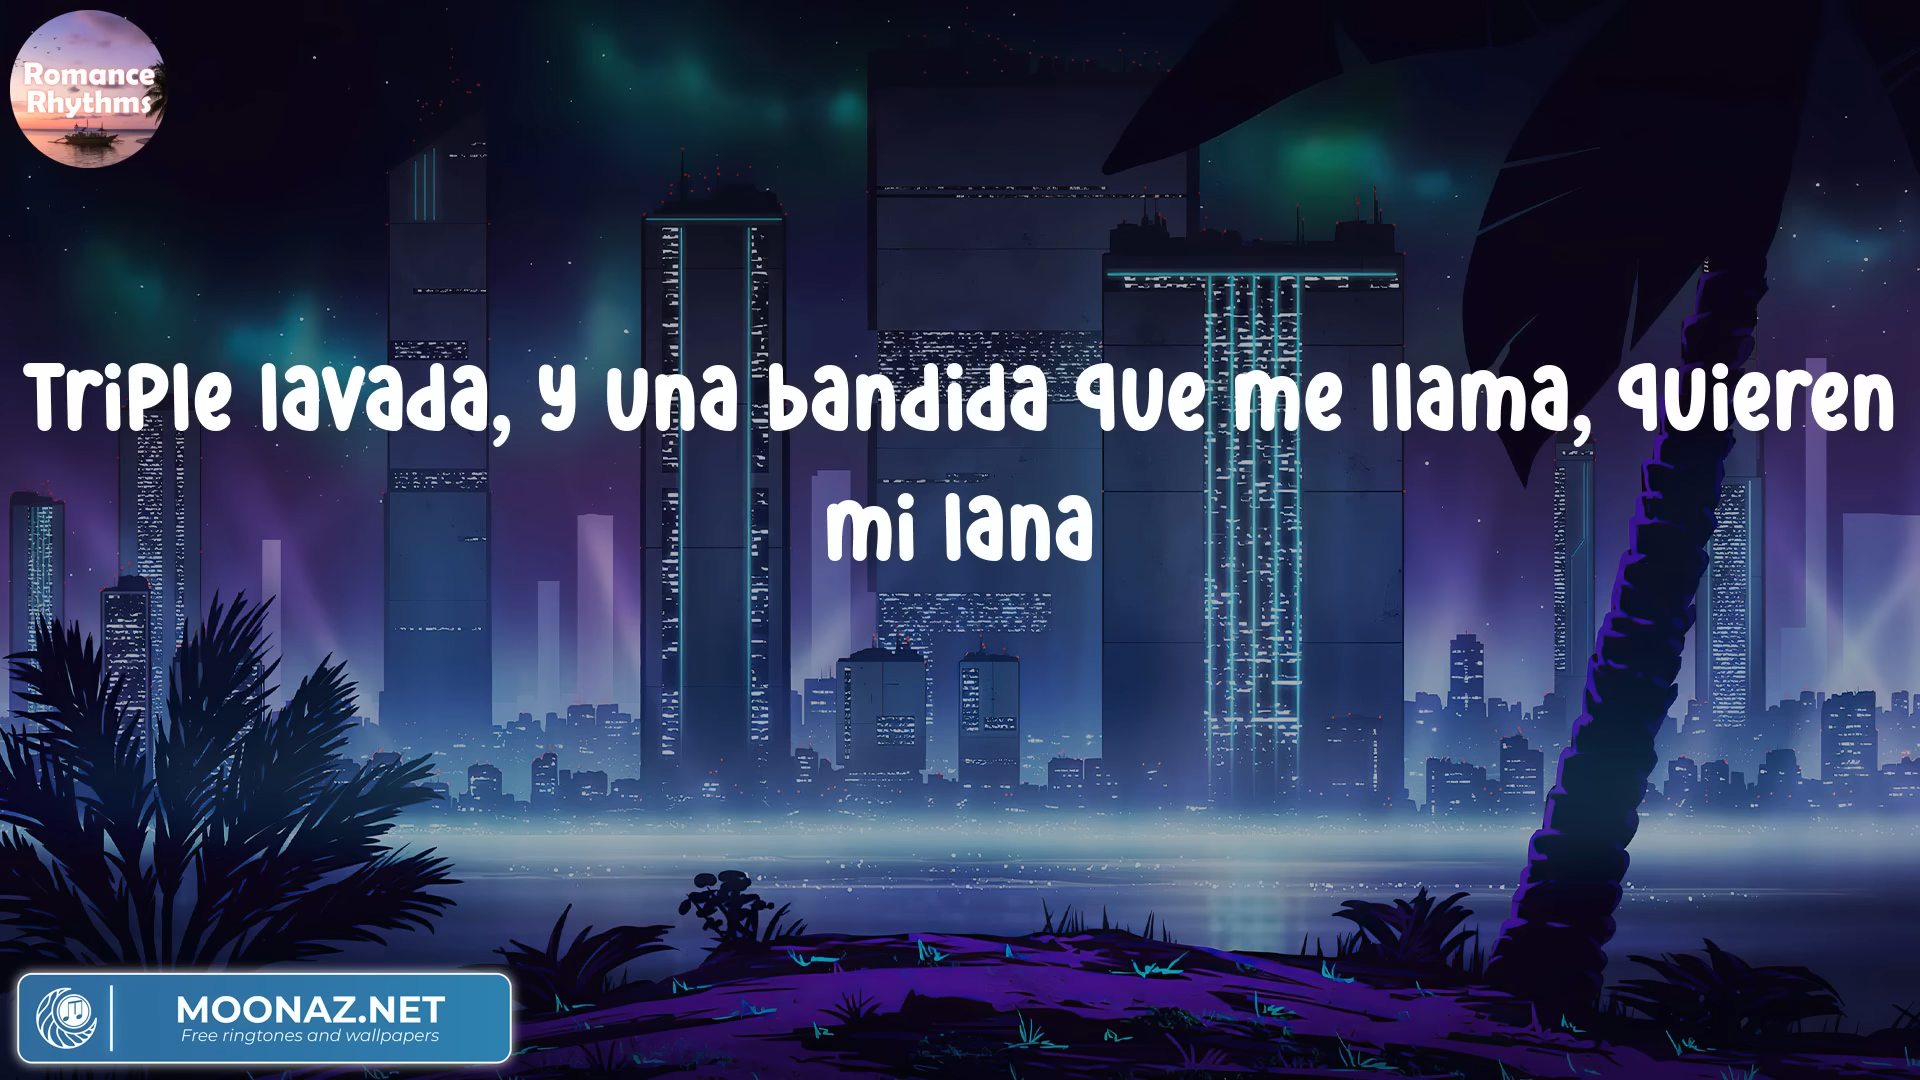 Romance
Rhythms
Triple lavada, y una bandida que me llama, quieren
mi lana
MOONAZ.NET
Free ringtones and wallpapers